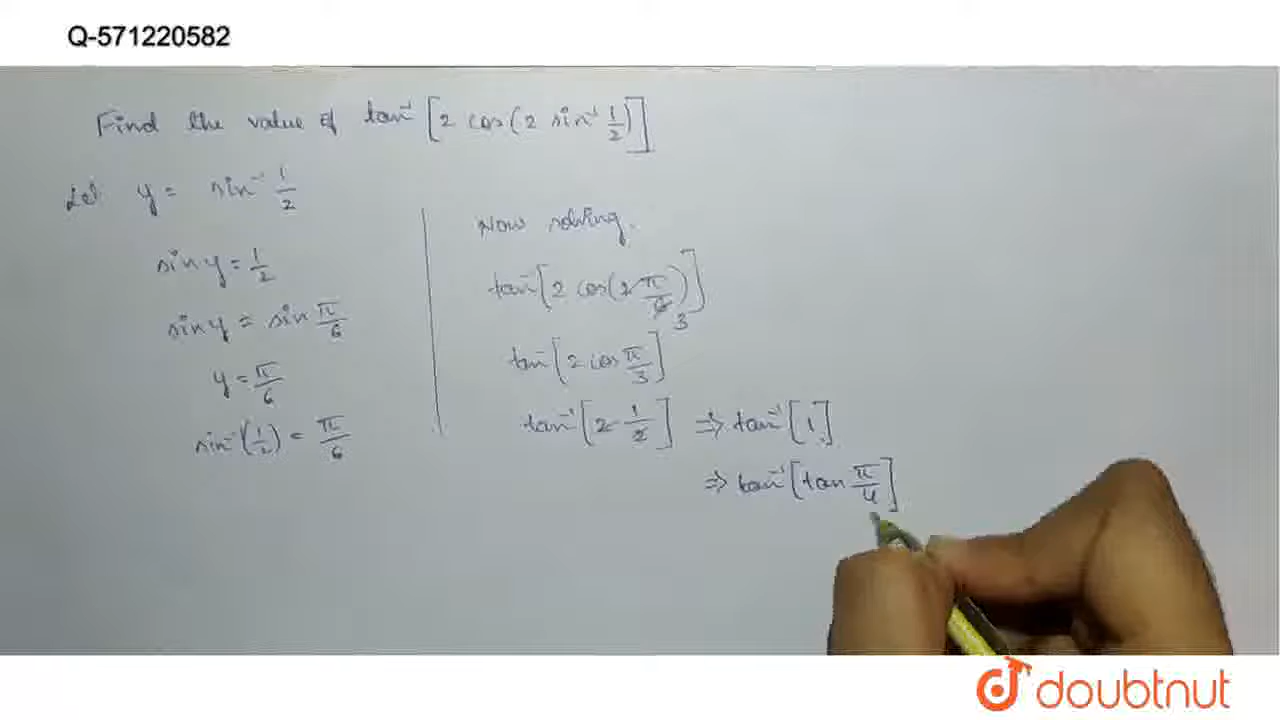 Q-571220582
Find the value of tan⁻¹ [2 cos(2 sin⁻¹ 1/2)]
Let y = sin⁻¹ 1/2
sin y = 1/2
sin y = sin π/6
y = π/6
sin⁻¹(1/2) = π/6
Now solving.
tan⁻¹[2 cos(2 π/6)]
3
tan⁻¹[2 cos π/3]
tan⁻¹[2 1/2] ⇒ tan⁻¹[1]
⇒ tan⁻¹[tan π/4]
doubtnut